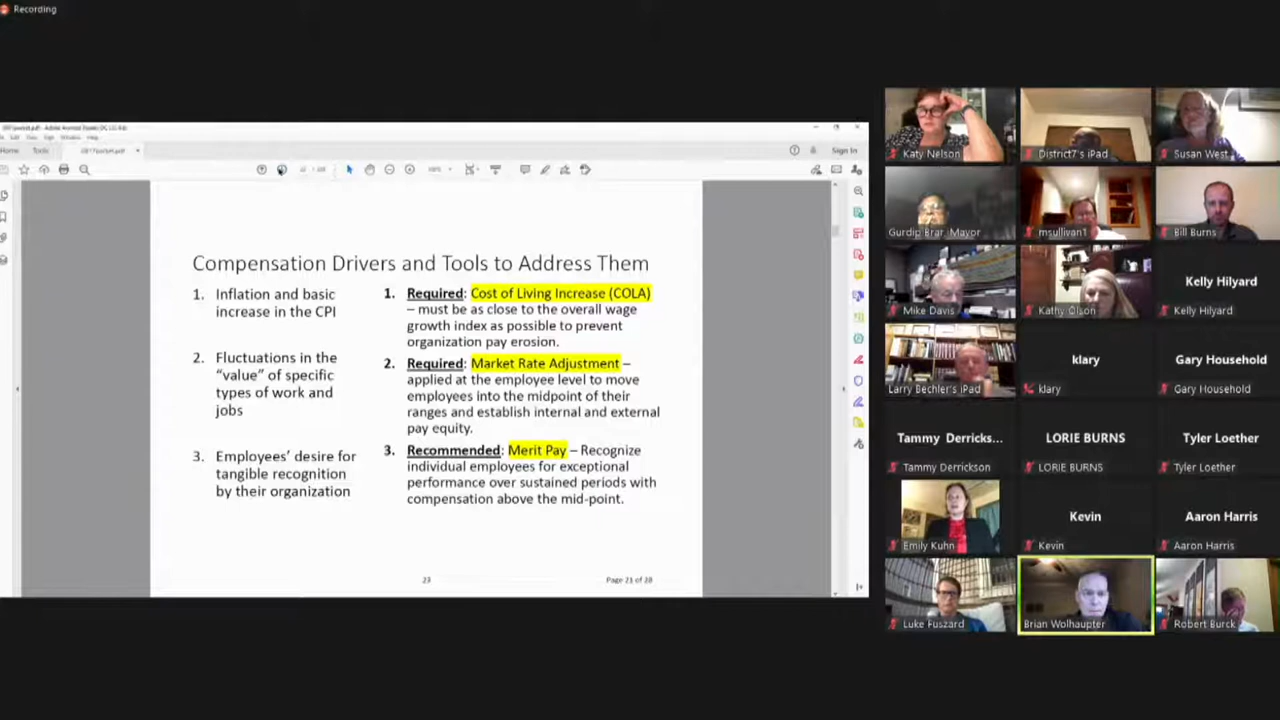 Recording
Home
Tools
Sign In
Compensation Drivers and Tools to Address Them
1. Inflation and basic
increase in the CPI
2. Fluctuations in the
“value” of specific
types of work and
jobs
3. Employees’ desire for
tangible recognition
by their organization
1. Required: Cost of Living Increase (COLA)
– must be as close to the overall wage
growth index as possible to prevent
organization pay erosion.
2. Required: Market Rate Adjustment –
applied at the employee level to move
employees into the midpoint of their
ranges and establish internal and external
pay equity.
3. Recommended: Merit Pay – Recognize
individual employees for exceptional
performance over sustained periods with
compensation above the mid-point.
23
Page 21 of 28
Katy Nelson
District7's iPad
Susan West
Gurdip Brar, Mayor
msullivan1
Bill Burns
Mike Davis
Kathy Olson
Kelly Hilyard
Kelly Hilyard
Larry Bechler's iPad
klary
klary
Gary Household
Gary Household
Tammy Derricks...
Tammy Derrickson
LORIE BURNS
LORIE BURNS
Tyler Loether
Tyler Loether
Emily Kuhn
Kevin
Kevin
Aaron Harris
Aaron Harris
Luke Fuszard
Brian Wolhaupter
Robert Burck